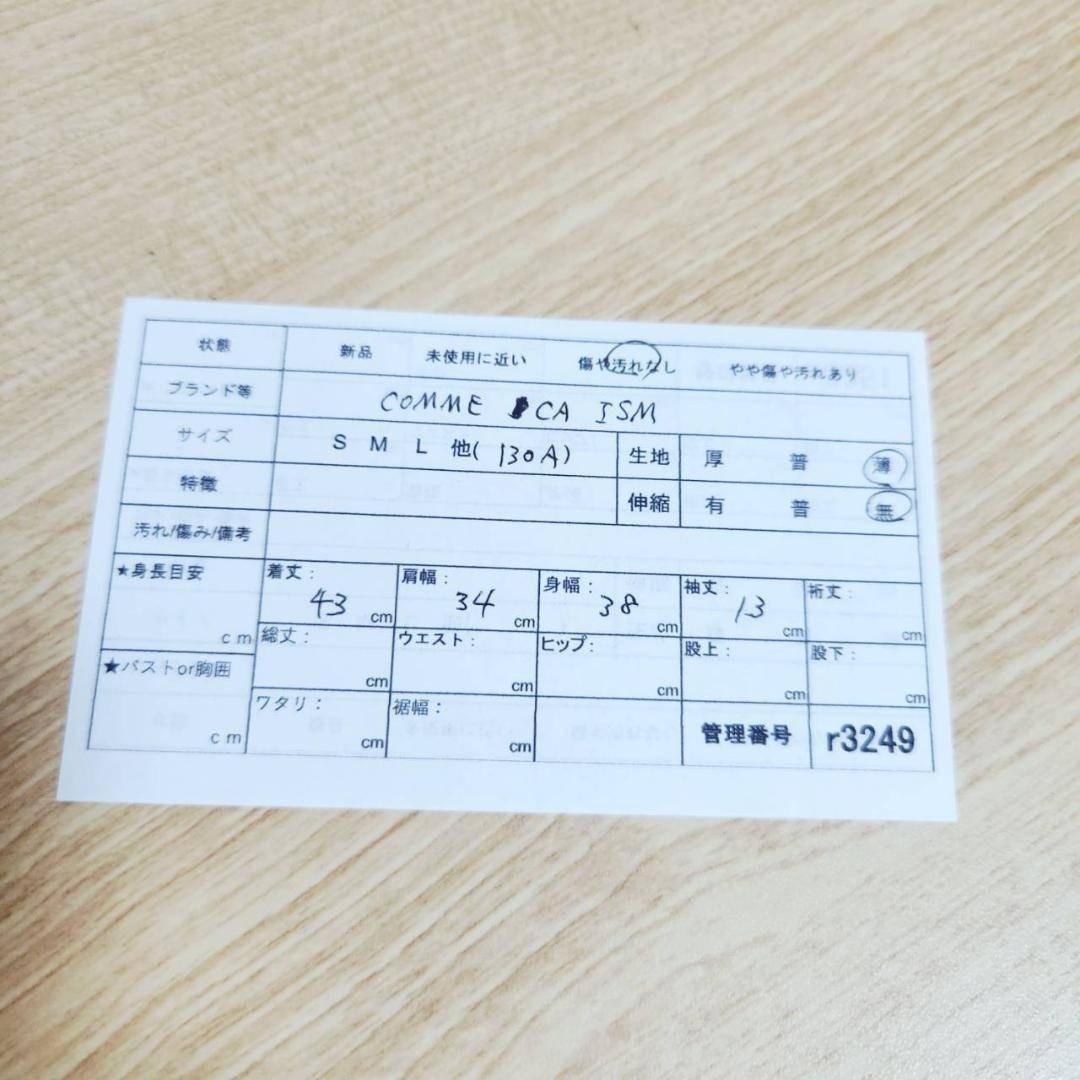 状態 新品 未使用に近い 傷や汚れなし やや傷や汚れあり
ブランド等 COMME CA ISM
サイズ S M L 他(130A) 生地 厚 普 薄
特徴 伸縮 有 普 無
汚れ/傷み/備考
★身長目安 cm 着丈: 43 cm 肩幅: 34 cm 身幅: 38 cm 袖丈: 13 cm 裄丈: cm
総丈: cm ウエスト: cm ヒップ: cm 股上: cm 股下: cm
★バストor胸囲 cm ワタリ: cm 裾幅: cm 管理番号 r3249